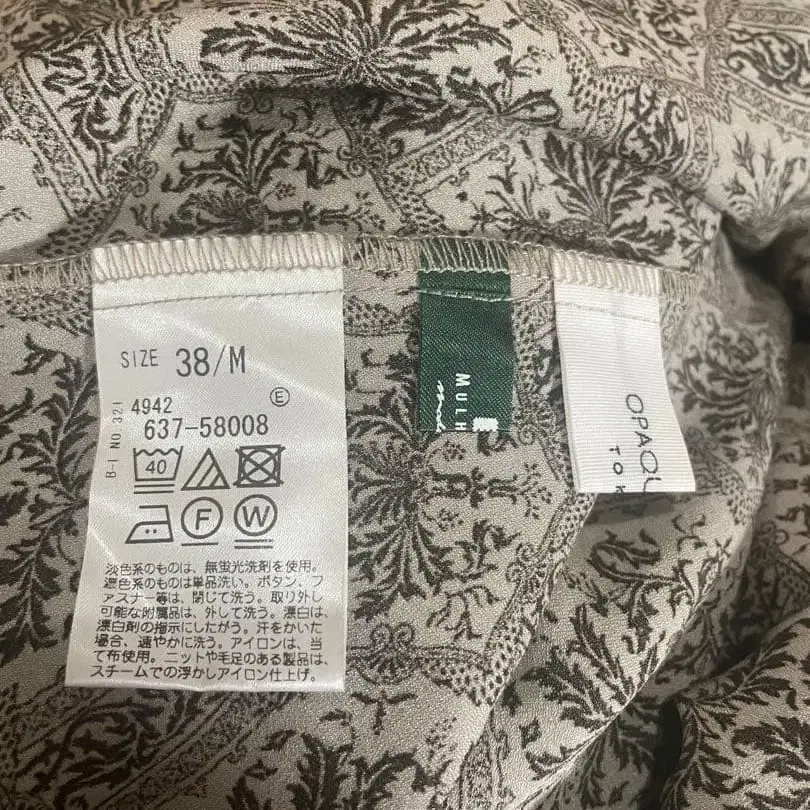 SIZE 38/M
Ⓔ
B-I NO 321
4942
637-58008
40
F W
淡色系のものは、無蛍光洗剤を使用。
濃色系のものは単品洗い。ボタン、フ
ァスナー等は、閉じて洗う。取り外し
可能な附属品は、外して洗う。漂白は、
漂白剤の指示にしたがう。汗をかいた
場合、速やかに洗う。アイロンは、当
て布使用。ニットや毛足のある製品は、
スチームでの浮かしアイロン仕上げ。
MULH
OPAQU
TOK